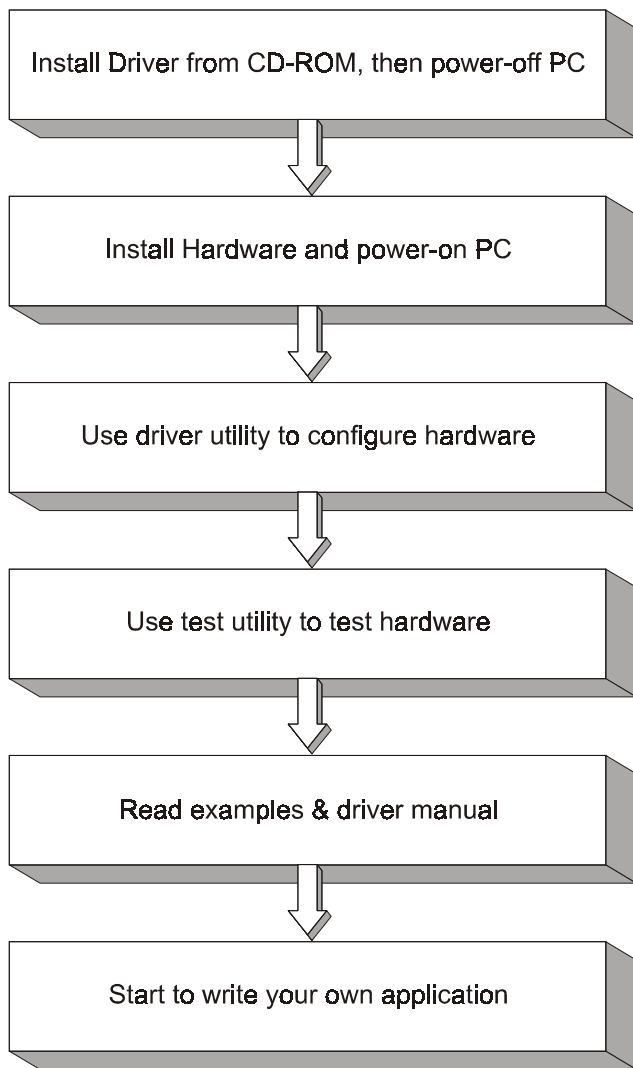 Install Driver from CD-ROM, then power-off PC
Install Hardware and power-on PC
Use driver utility to configure hardware
Use test utility to test hardware
Read examples & driver manual
Start to write your own application